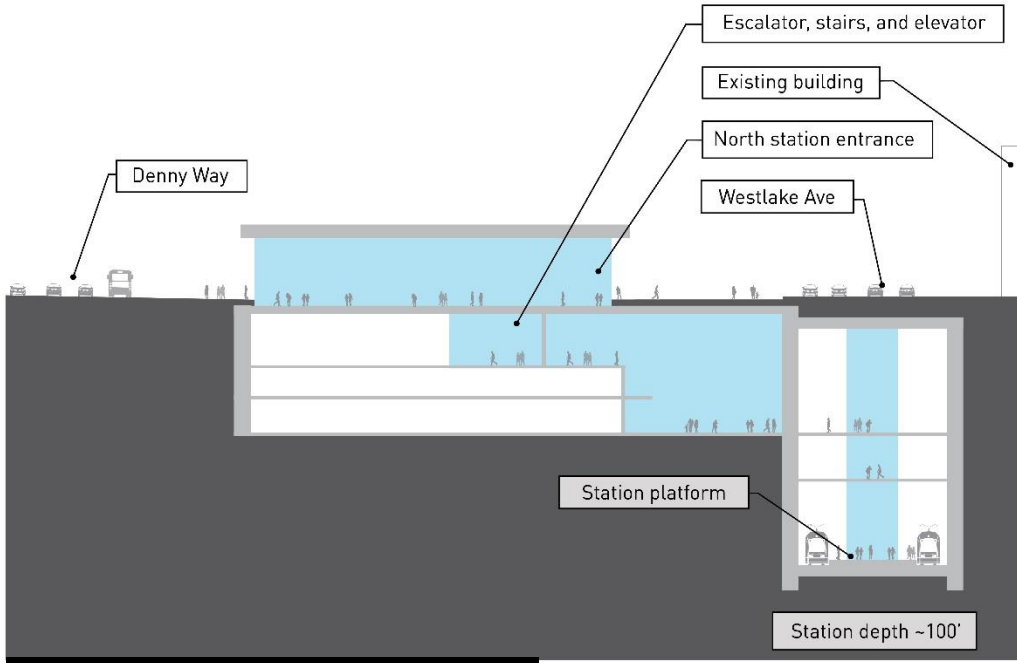 Escalator, stairs, and elevator
Existing building
North station entrance
Denny Way
Westlake Ave
Station platform
Station depth ~100'